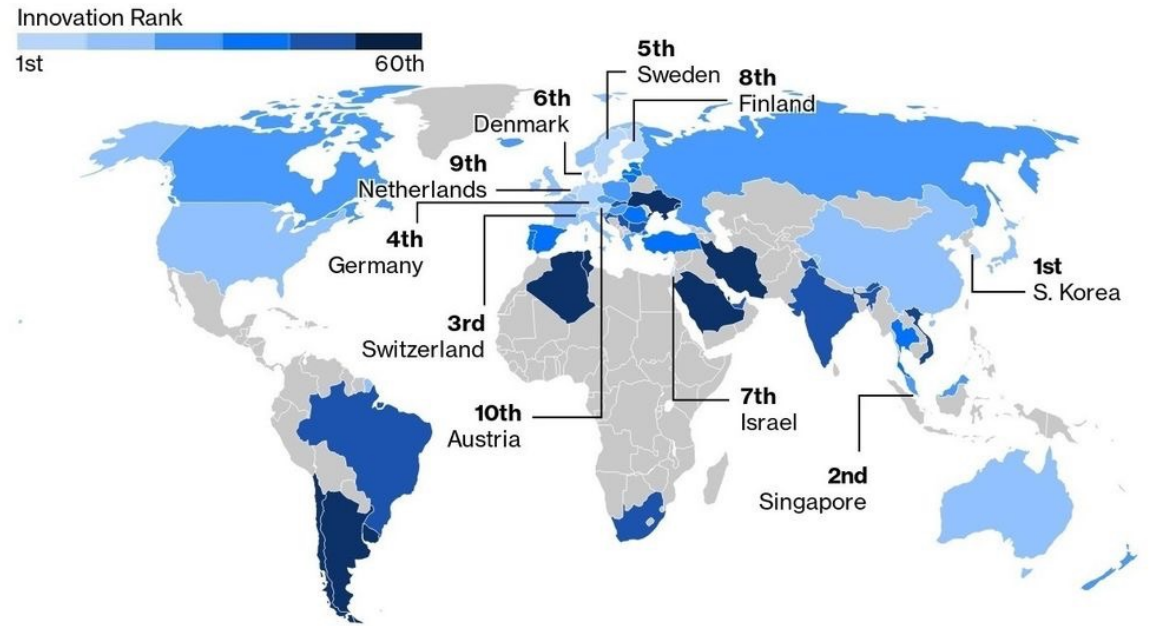 Innovation Rank
1st
60th
5th
Sweden
8th
Finland
6th
Denmark
9th
Netherlands
4th
Germany
1st
S. Korea
3rd
Switzerland
7th
Israel
10th
Austria
2nd
Singapore